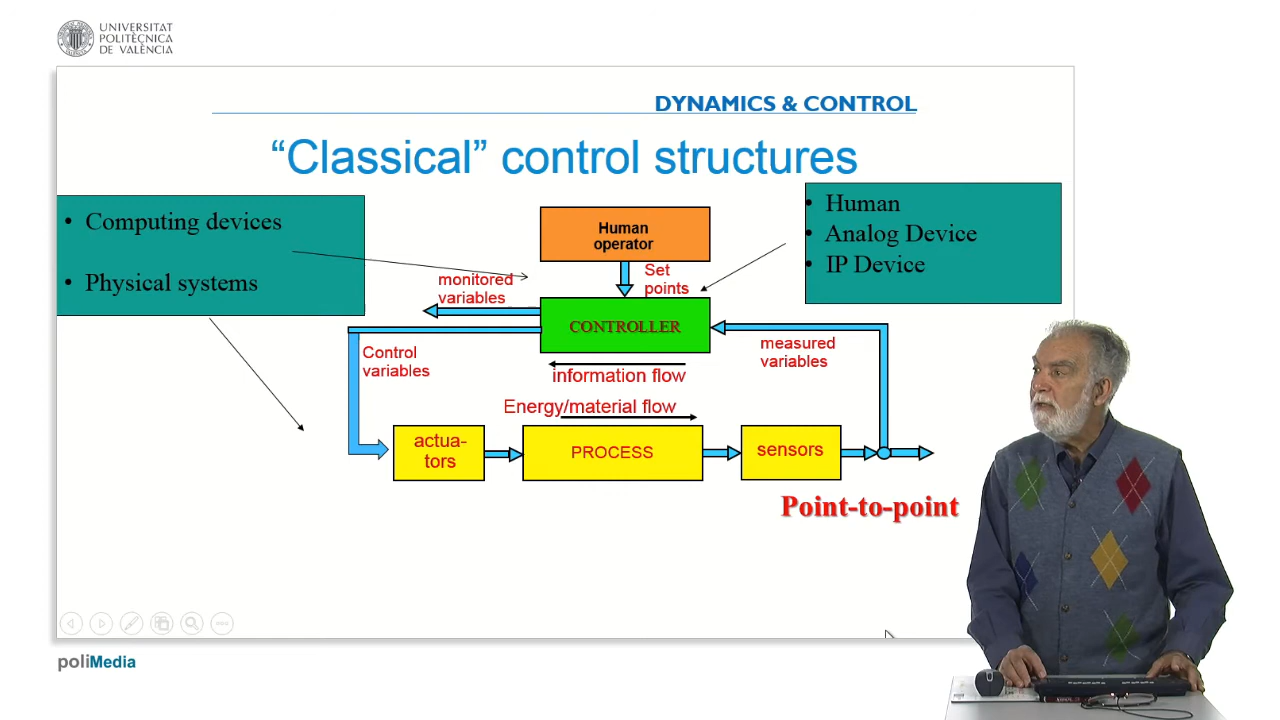 UNIVERSITAT
POLITÈCNICA
DE VALÈNCIA
DYNAMICS & CONTROL
“Classical” control structures
• Computing devices
• Physical systems
• Human
• Analog Device
• IP Device
Human
operator
Set
points
monitored
variables
CONTROLLER
Control
variables
measured
variables
information flow
Energy/material flow
actua-
tors
PROCESS
sensors
Point-to-point
poliMedia